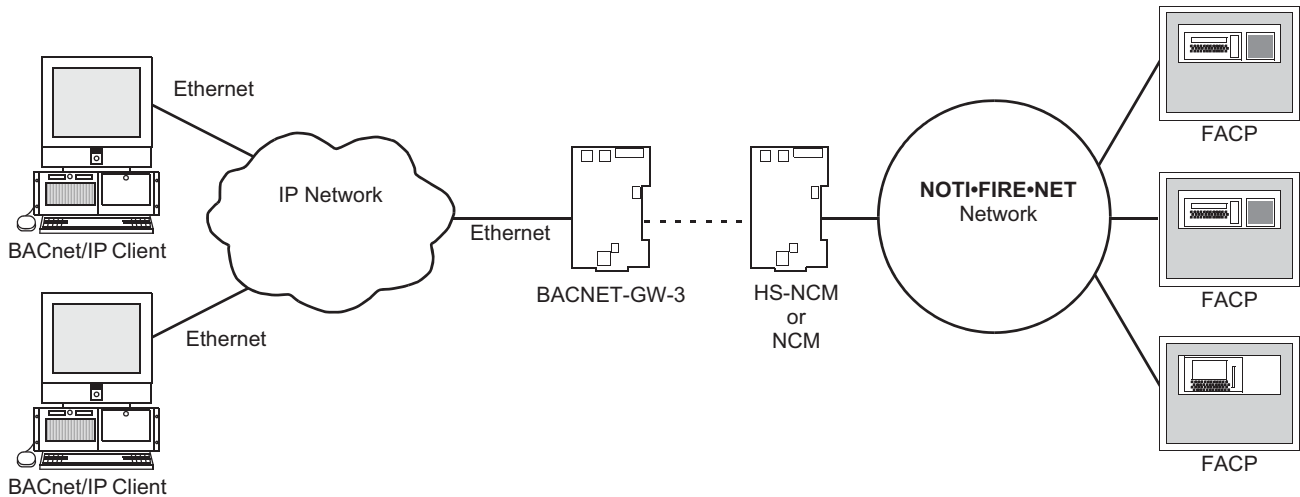 Ethernet
BACnet/IP Client
IP Network
Ethernet
BACnet/IP Client
Ethernet
BACNET-GW-3
HS-NCM
or
NCM
NOTI•FIRE•NET
Network
FACP
FACP
FACP